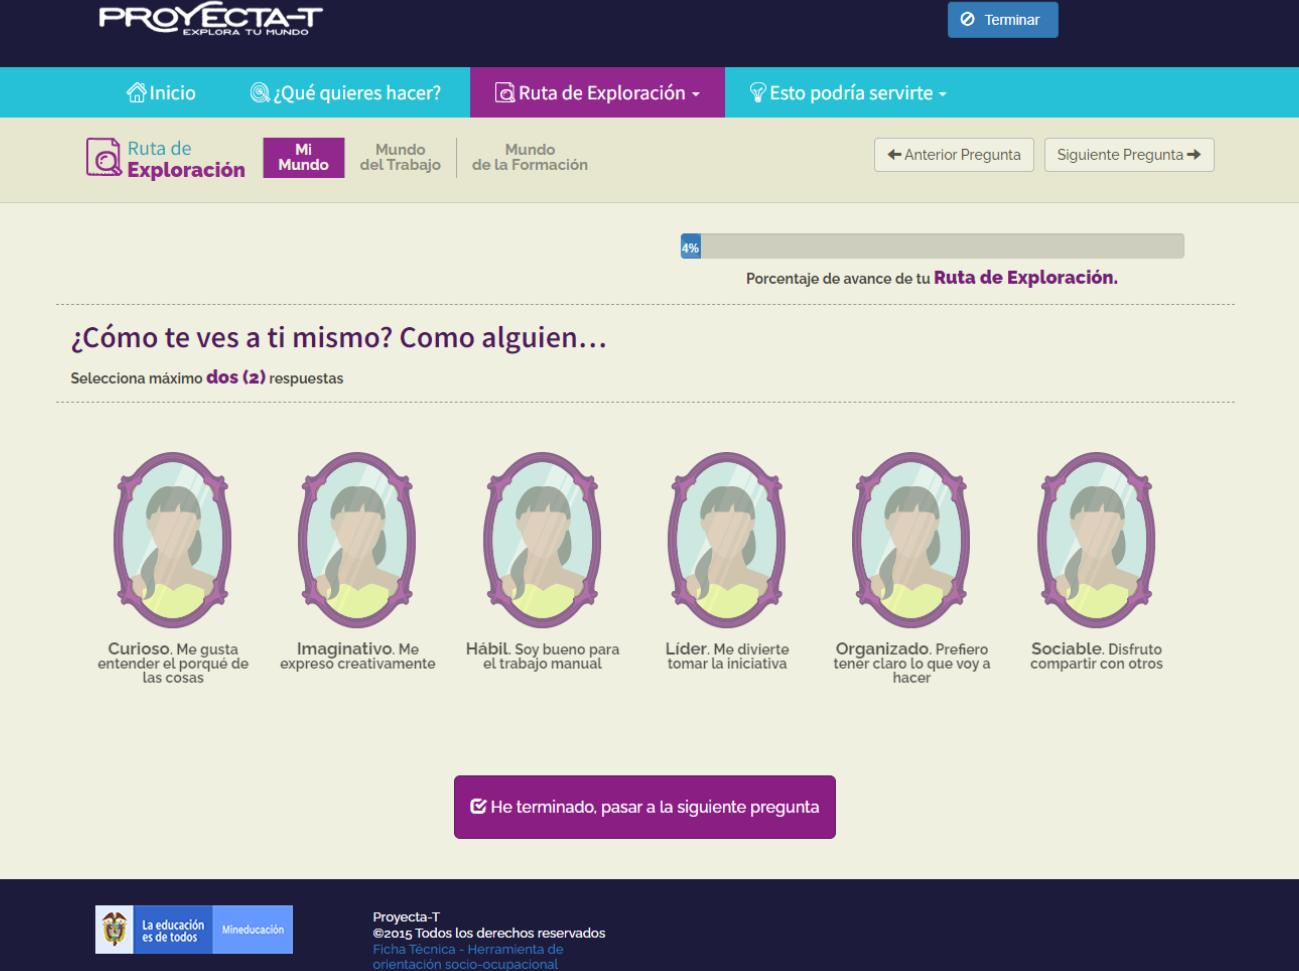 PROYECTA-T
EXPLORA TU MUNDO
Terminar
Inicio
¿Qué quieres hacer?
Ruta de Exploración
Esto podría servirte
Ruta de
Exploración
Mi
Mundo
Mundo
del Trabajo
Mundo
de la Formación
Anterior Pregunta
Siguiente Pregunta
4%
Porcentaje de avance de tu Ruta de Exploración.
¿Cómo te ves a ti mismo? Como alguien...
Selecciona máximo dos (2) respuestas
Curioso. Me gusta
entender el porqué de
las cosas
Imaginativo. Me
expreso creativamente
Hábil. Soy bueno para
el trabajo manual
Líder. Me divierte
tomar la iniciativa
Organizado. Prefiero
tener claro lo que voy a
hacer
Sociable. Disfruto
compartir con otros
He terminado, pasar a la siguiente pregunta
La educación
es de todos
Mineducación
Proyecta-T
©2015 Todos los derechos reservados
Ficha Técnica - Herramienta de
orientación socio-ocupacional